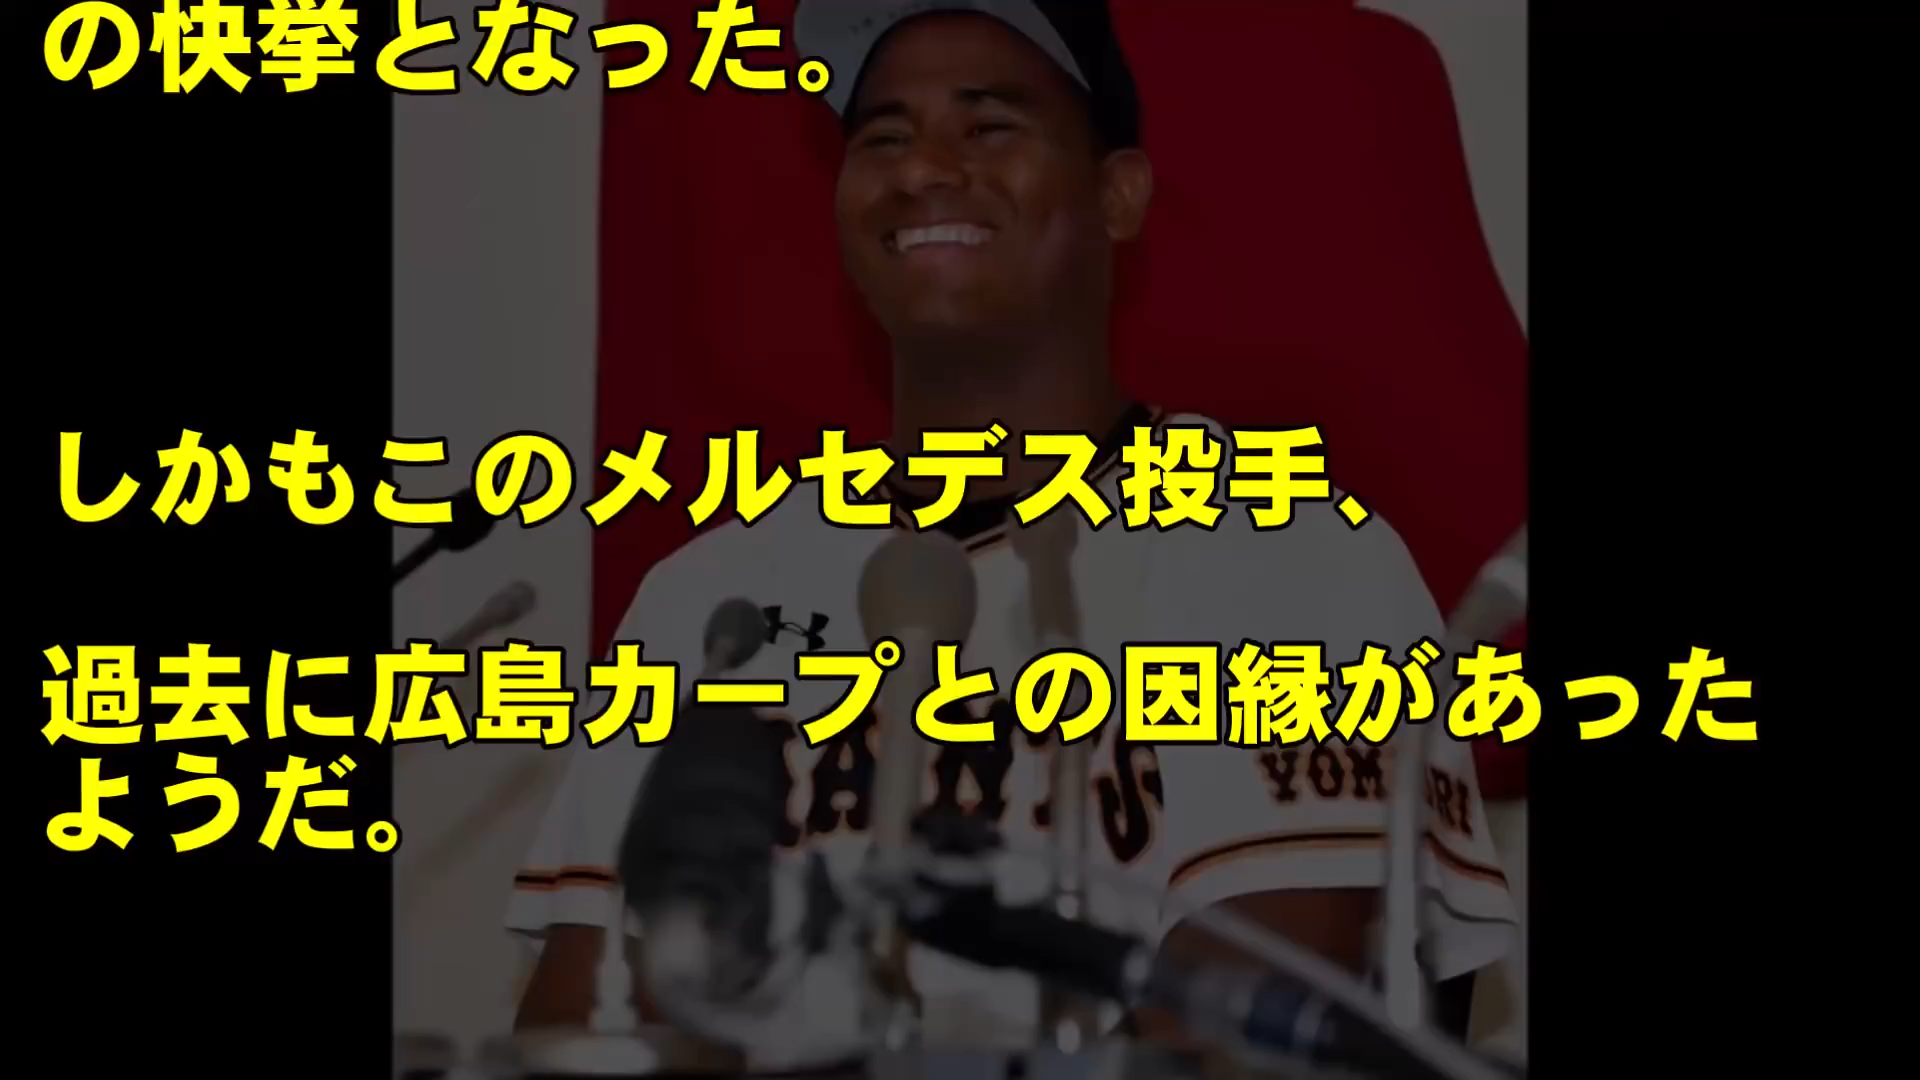 の快挙となった。
しかもこのメルセデス投手、
過去に広島カープとの因縁があった
ようだ。